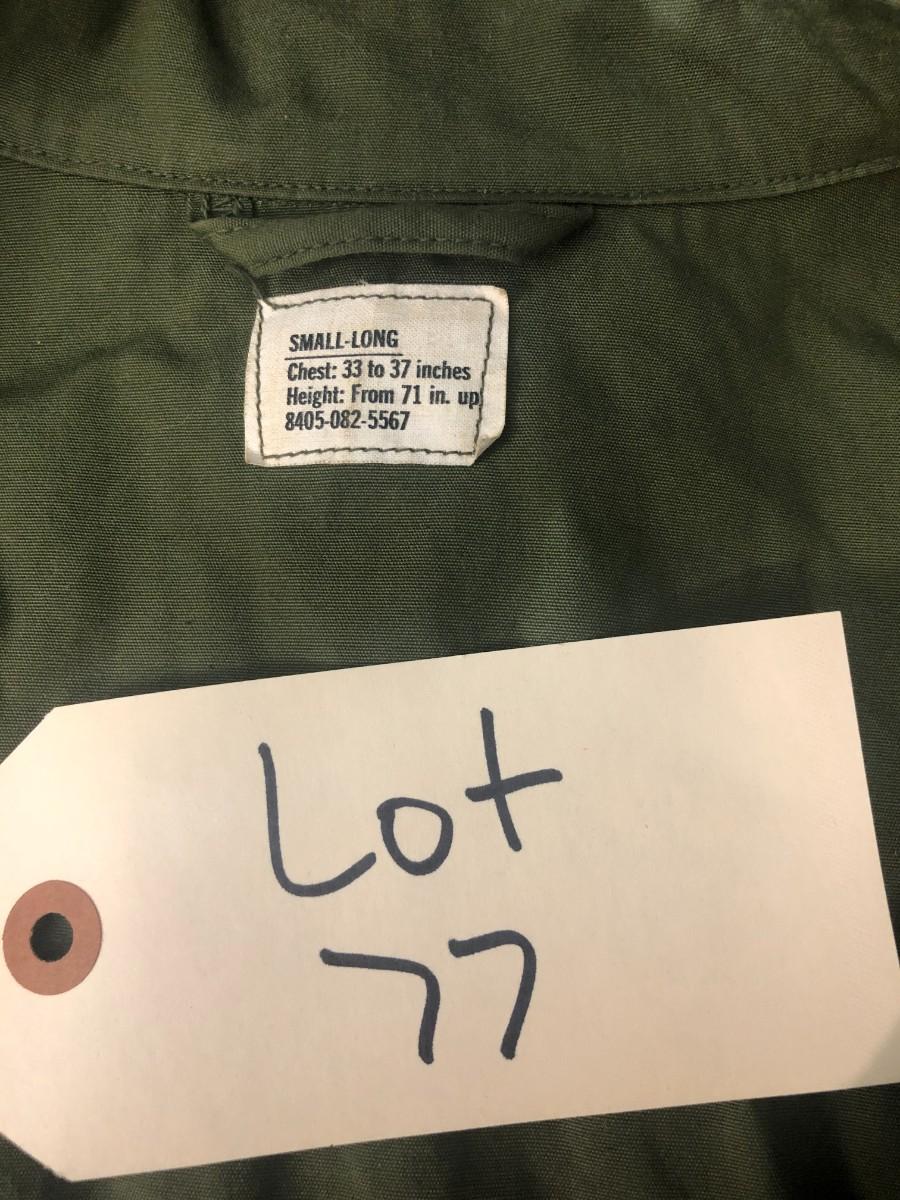 SMALL-LONG
Chest: 33 to 37 inches
Height: From 71 in. up
8405-082-5567
Lot
77